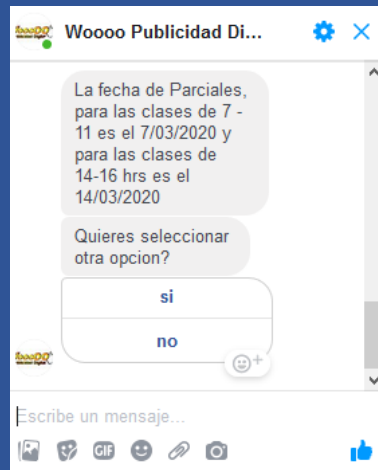 Woooo Publicidad Di...
La fecha de Parciales,
para las clases de 7 -
11 es el 7/03/2020 y
para las clases de
14-16 hrs es el
14/03/2020
Quieres seleccionar
otra opcion?
si
no
Escribe un mensaje...
GIF